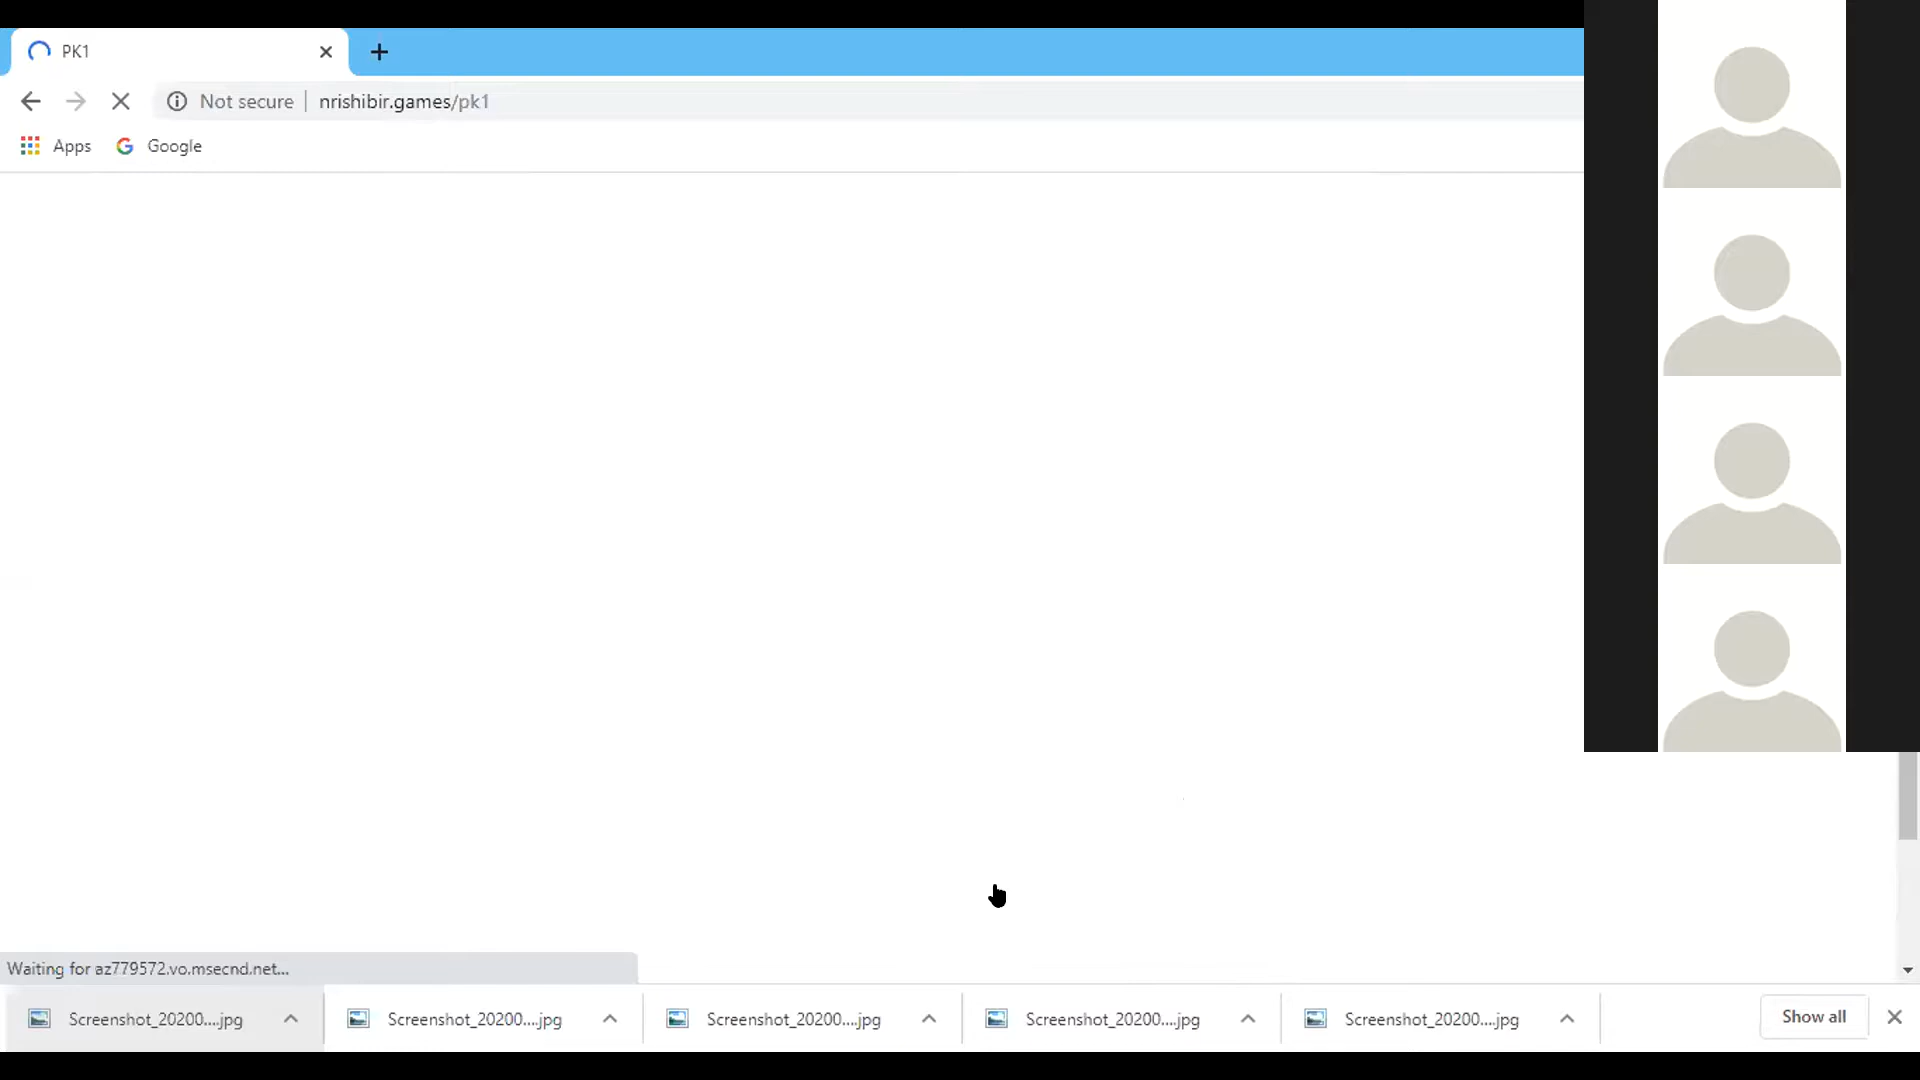 PK1
Not secure | nrishibir.games/pk1
Apps Google
Waiting for az779572.vo.msecnd.net...
Screenshot_20200....jpg Screenshot_20200....jpg Screenshot_20200....jpg Screenshot_20200....jpg Screenshot_20200....jpg Show all